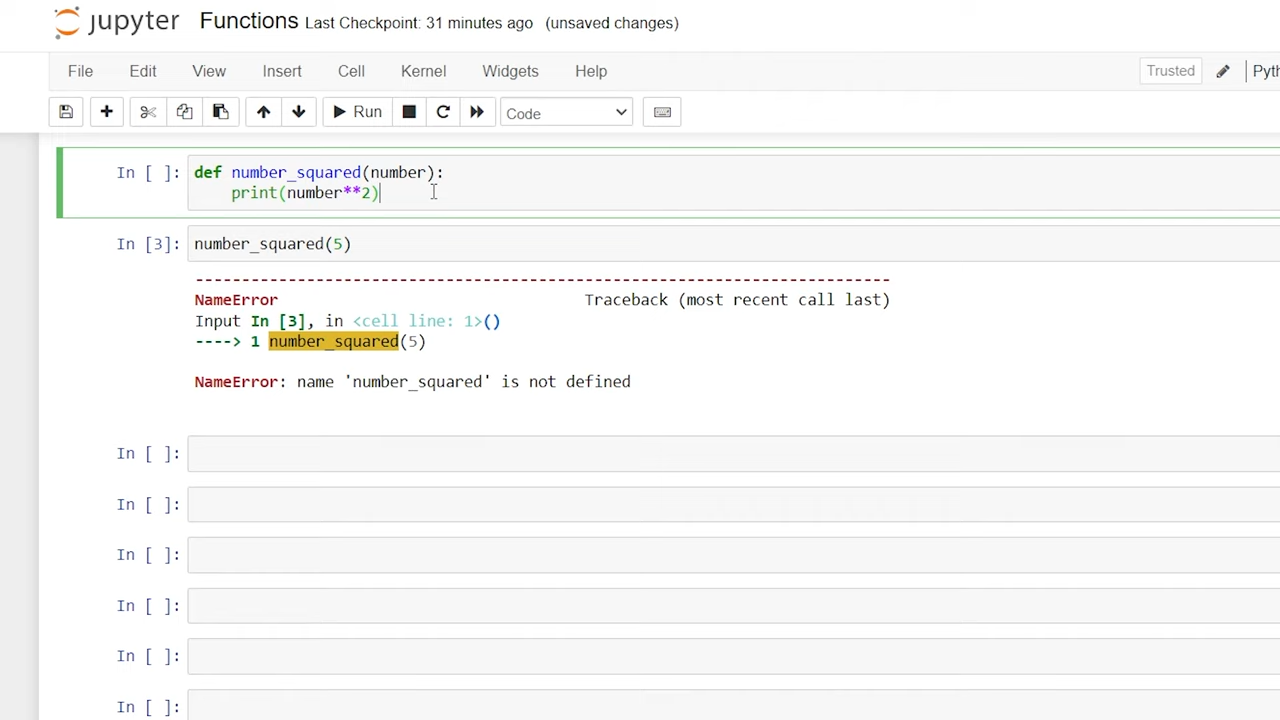 jupyter Functions Last Checkpoint: 31 minutes ago (unsaved changes)
File Edit View Insert Cell Kernel Widgets Help Trusted Pyth
Run Code
In [ ]: def number_squared(number):
print(number**2)
In [3]: number_squared(5)
---------------------------------------------------------------------------
NameError Traceback (most recent call last)
Input In [3], in <cell line: 1>()
----> 1 number_squared(5)
NameError: name 'number_squared' is not defined
In [ ]:
In [ ]:
In [ ]:
In [ ]:
In [ ]:
In [ ]: